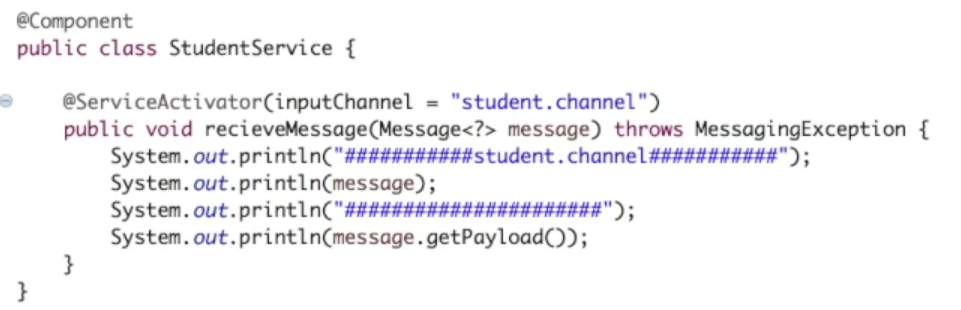 @Component
public class StudentService {
@ServiceActivator(inputChannel = "student.channel")
public void recieveMessage(Message<?> message) throws MessagingException {
System.out.println("###########student.channel###########");
System.out.println(message);
System.out.println("######################");
System.out.println(message.getPayload());
}
}